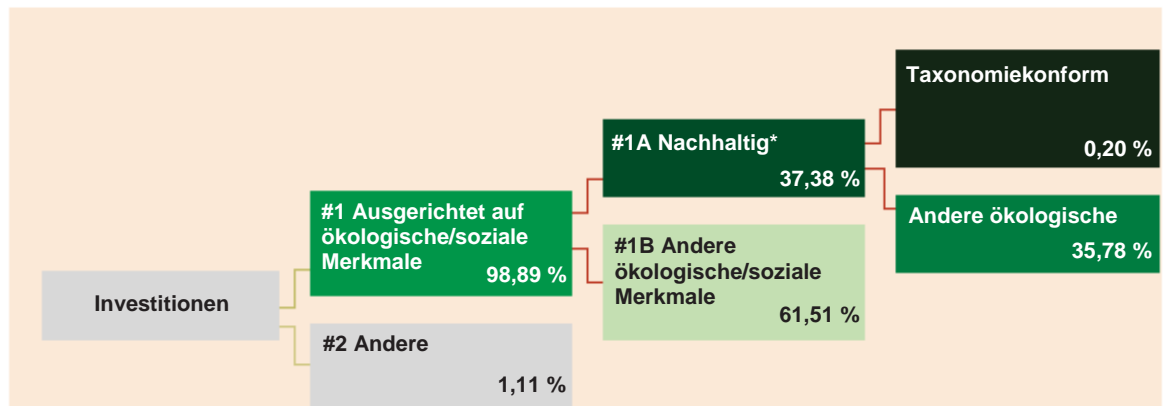 Investitionen
#1 Ausgerichtet auf
ökologische/soziale
Merkmale
98,89 %
#2 Andere
1,11 %
#1A Nachhaltig*
37,38 %
#1B Andere
ökologische/soziale
Merkmale
61,51 %
Taxonomiekonform
0,20 %
Andere ökologische
35,78 %